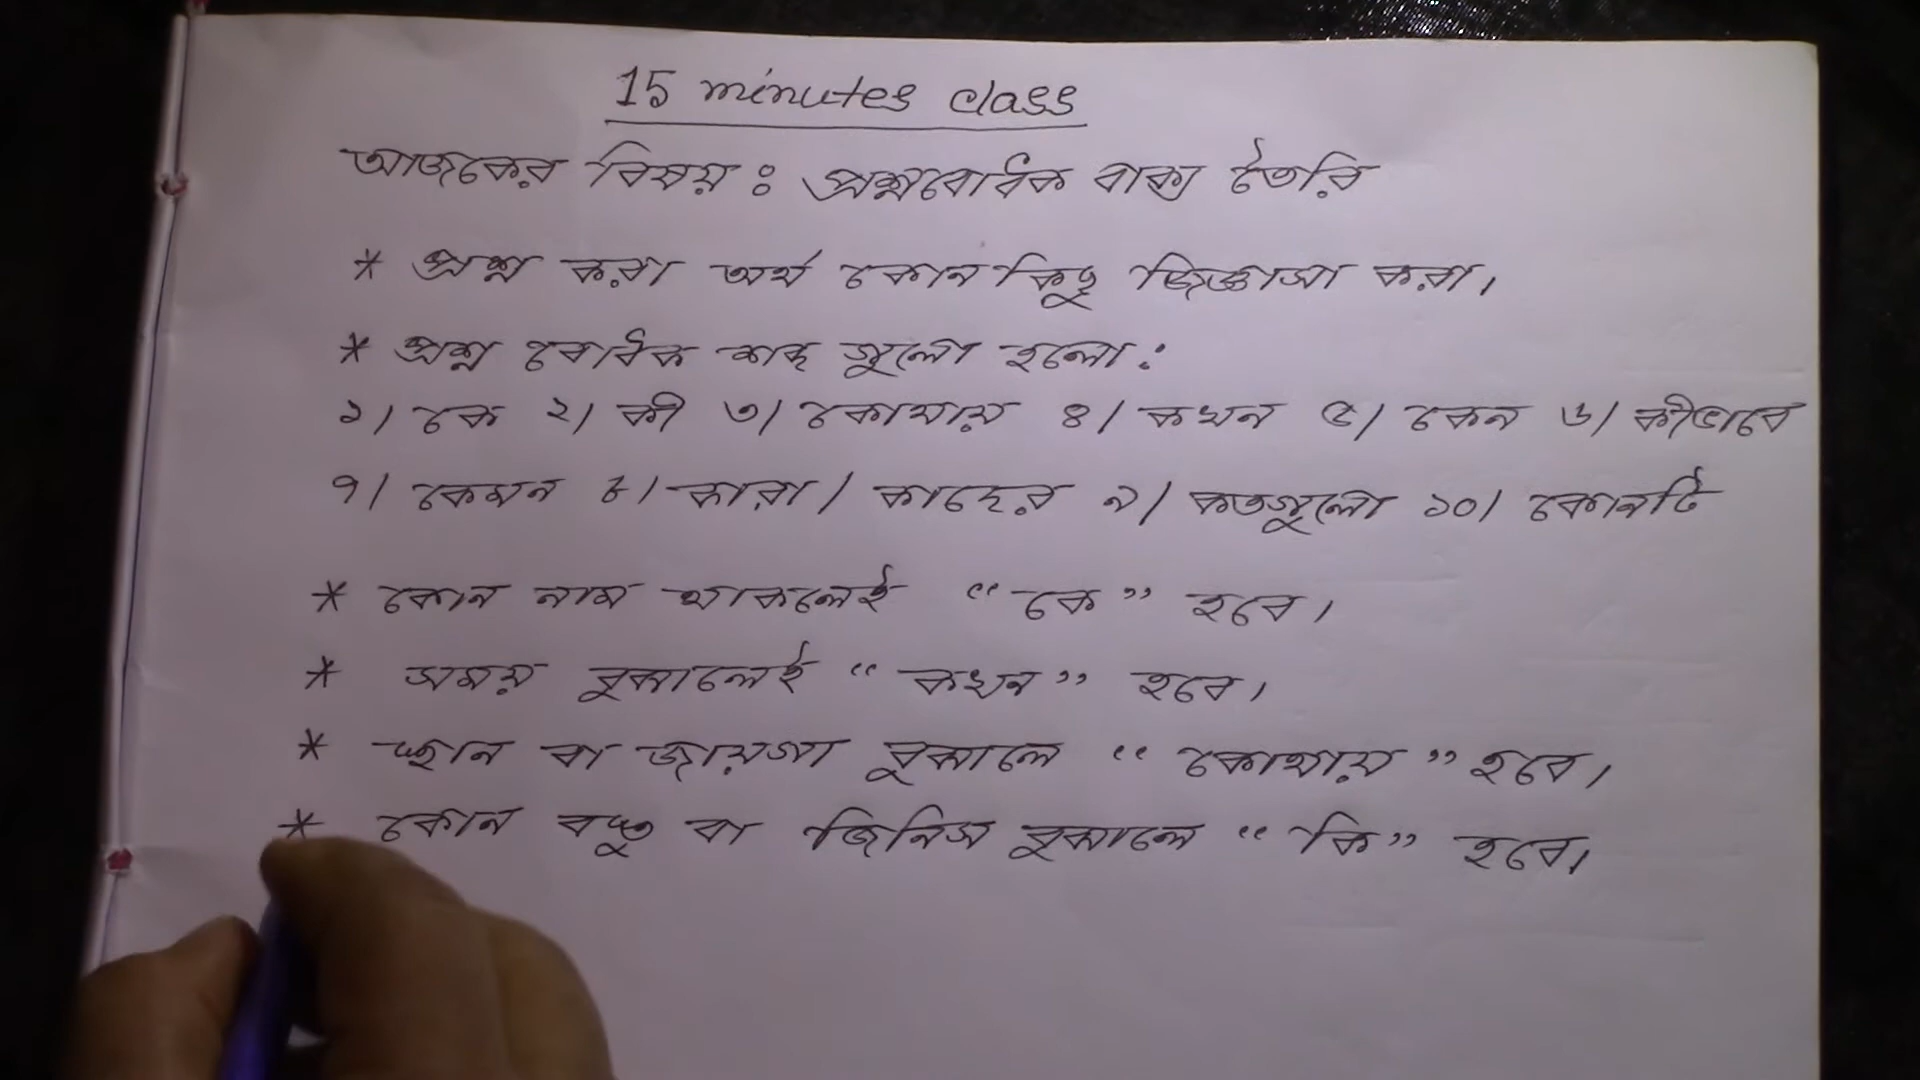 15 minutes class
আজকের বিষয় : প্রশ্নবোধক বাক্য তৈরি
* প্রশ্ন করা অর্থ কোন কিছু জিজ্ঞাসা করা।
* প্রশ্ন বোধক শব্দ গুলো হলো :
১/ কে ২/ কী ৩/ কোথায় ৪/ কখন ৫/ কেন ৬/ কীভাবে
৭/ কেমন ৮/ কারা / কাদের ৯/ কতগুলো ১০/ কোনটি
* কোন নাম থাকলেই “কে” হবে।
* সময় বুঝালেই “কখন” হবে।
* স্থান বা জায়গা বুঝালে “কোথায়” হবে।
* কোন বস্তু বা জিনিস বুঝালে “কি” হবে।